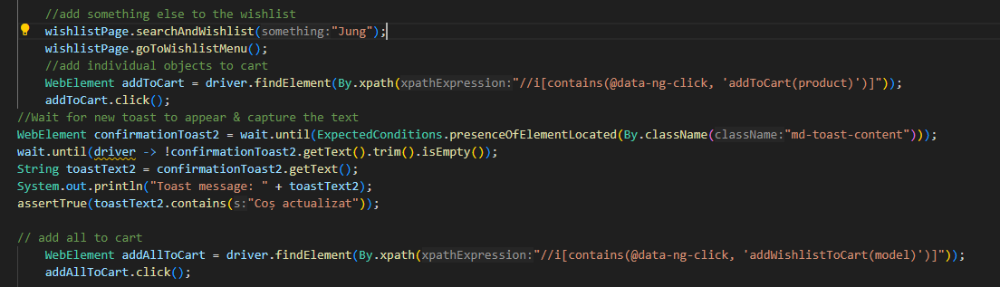 //add something else to the wishlist
wishlistPage.searchAndWishlist(something:"Jung");
wishlistPage.goToWishlistMenu();
//add individual objects to cart
WebElement addToCart = driver.findElement(By.xpath(xpathExpression:"//i[contains(@data-ng-click, 'addToCart(product)')]"));
addToCart.click();
//Wait for new toast to appear & capture the text
WebElement confirmationToast2 = wait.until(ExpectedConditions.presenceOfElementLocated(By.className(className:"md-toast-content")));
wait.until(driver -> !confirmationToast2.getText().trim().isEmpty());
String toastText2 = confirmationToast2.getText();
System.out.println("Toast message: " + toastText2);
assertTrue(toastText2.contains(s:"Coș actualizat"));
// add all to cart
WebElement addAllToCart = driver.findElement(By.xpath(xpathExpression:"//i[contains(@data-ng-click, 'addWishlistToCart(model)')]"));
addAllToCart.click();